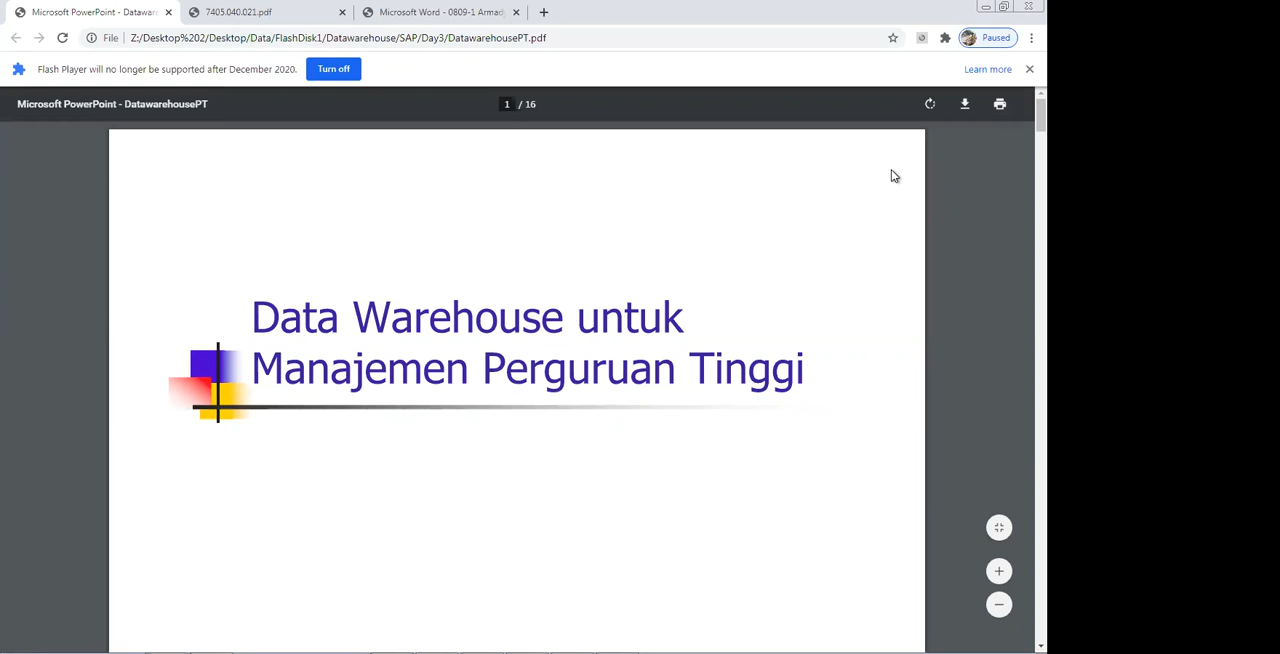 Microsoft PowerPoint - Dataware
7405.040.021.pdf
Microsoft Word - 0809-1 Armad
File
Z:/Desktop%202/Desktop/Data/FlashDisk1/Datawarehouse/SAP/Day3/DatawarehousePT.pdf
Paused
Flash Player will no longer be supported after December 2020.
Turn off
Learn more
Microsoft PowerPoint - DatawarehousePT
1 / 16
Data Warehouse untuk
Manajemen Perguruan Tinggi